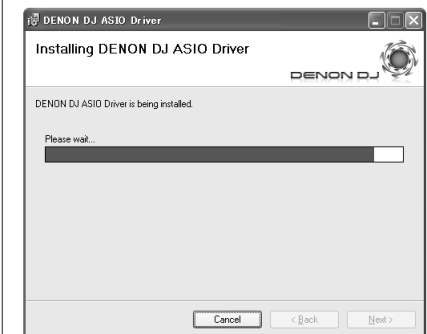 DENON DJ ASIO Driver
Installing DENON DJ ASIO Driver
DENON DJ
DENON DJ ASIO Driver is being installed.
Please wait...
Cancel
< Back
Next >